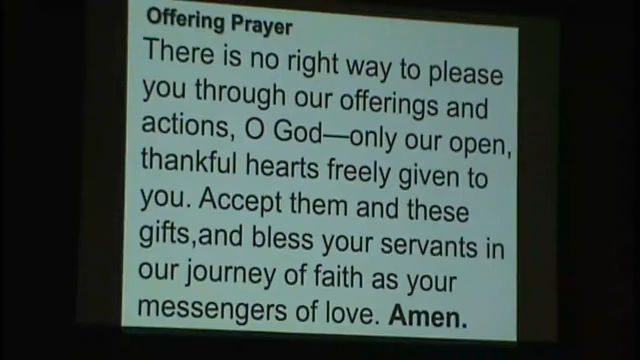 Offering Prayer
There is no right way to please
you through our offerings and
actions, O God—only our open,
thankful hearts freely given to
you. Accept them and these
gifts,and bless your servants in
our journey of faith as your
messengers of love. Amen.